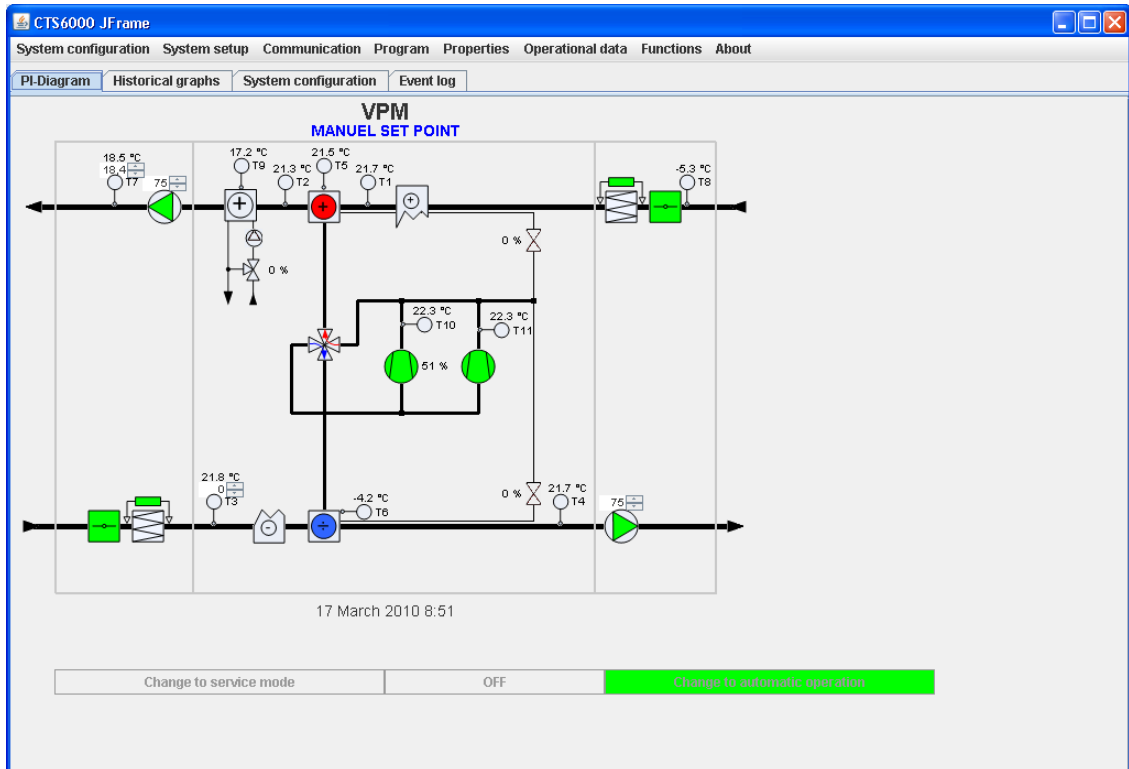 CTS6000 JFrame
System configuration System setup Communication Program Properties Operational data Functions About
PI-Diagram Historical graphs System configuration Event log
VPM
MANUEL SET POINT
18.5 °C
18,4
T7
75
17.2 °C
T9
21.3 °C
T2
21.5 °C
T5
21.7 °C
T1
-5.3 °C
T8
0 %
0 %
22.3 °C
T10
22.3 °C
T11
51 %
21.8 °C
0
T3
-4.2 °C
T6
0 %
21.7 °C
T4
75
17 March 2010 8:51
Change to service mode OFF Change to automatic operation